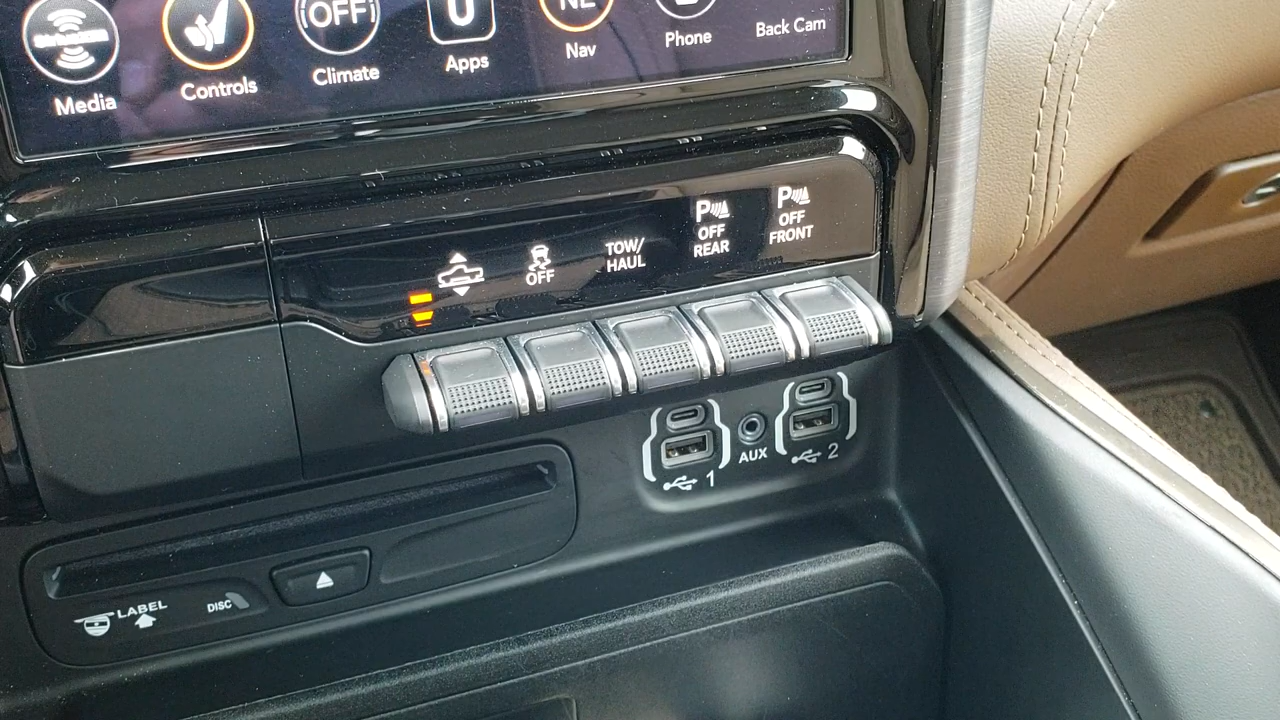 OFF
U
NE
Media
Controls
Climate
Apps
Nav
Phone
Back Cam
OFF
TOW/
HAUL
P
OFF
REAR
P
OFF
FRONT
1
AUX
2
LABEL
DISC